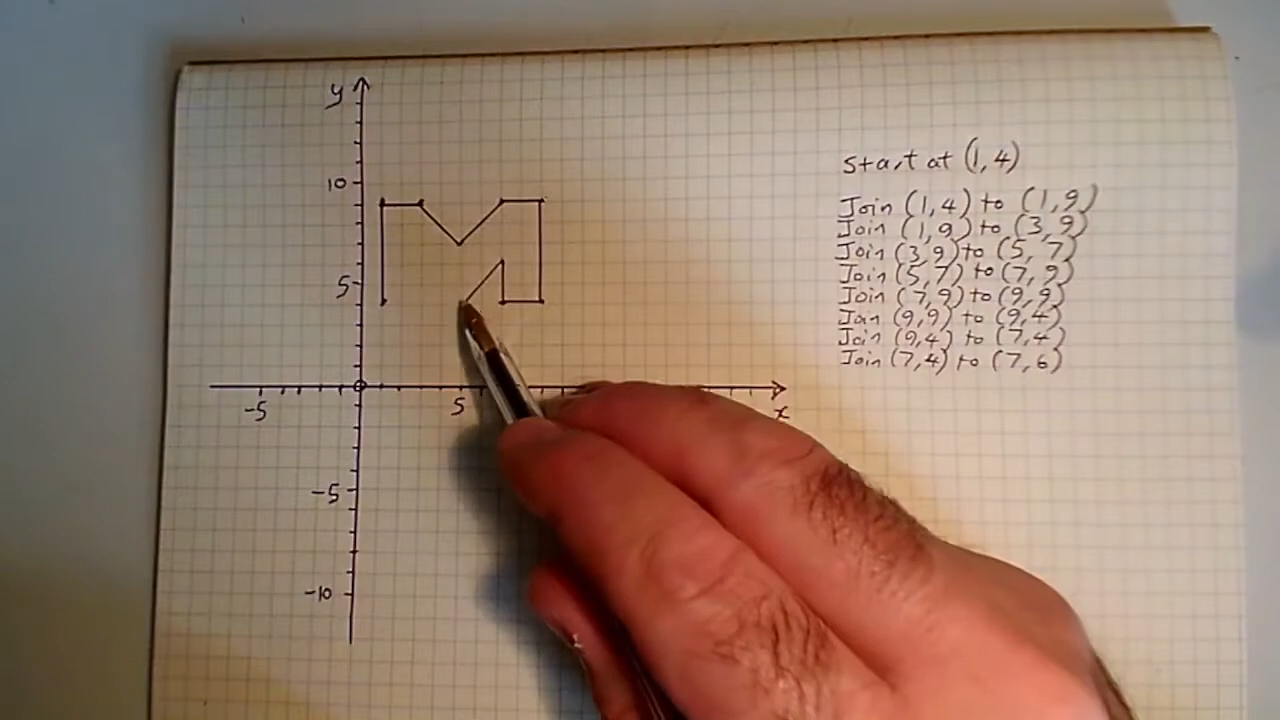 y
10
5
-5
5
x
-5
-10
Start at (1,4)
Join (1,4) to (1,9)
Join (1,9) to (3,9)
Join (3,9) to (5,7)
Join (5,7) to (7,9)
Join (7,9) to (9,9)
Join (9,9) to (9,4)
Join (9,4) to (7,4)
Join (7,4) to (7,6)